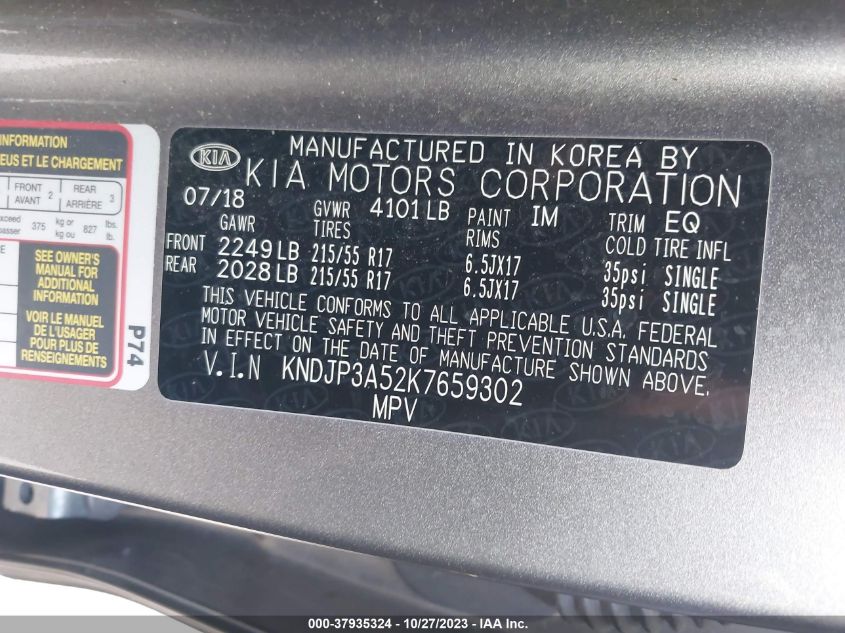 INFORMATION
EUS ET LE CHARGEMENT
FRONT AVANT 2 REAR ARRIÈRE 3
375 kg or kg ou 827 lbs. lb.
SEE OWNER'S
MANUAL FOR
ADDITIONAL
INFORMATION
VOIR LE MANUEL
DE L'USAGER
POUR PLUS DE
RENSEIGNEMENTS
P74
KIA
MANUFACTURED IN KOREA BY
KIA MOTORS CORPORATION
07/18 GVWR 4101 LB PAINT IM TRIM EQ
GAWR TIRES RIMS COLD TIRE INFL
FRONT 2249 LB 215/55 R17 6.5JX17 35psi SINGLE
REAR 2028 LB 215/55 R17 6.5JX17 35psi SINGLE
THIS VEHICLE CONFORMS TO ALL APPLICABLE U.S.A. FEDERAL
MOTOR VEHICLE SAFETY AND THEFT PREVENTION STANDARDS
IN EFFECT ON THE DATE OF MANUFACTURE SHOWN ABOVE.
V.I.N KNDJP3A52K7659302
MPV
000-37935324 | 10/27/2023 - IAA Inc.